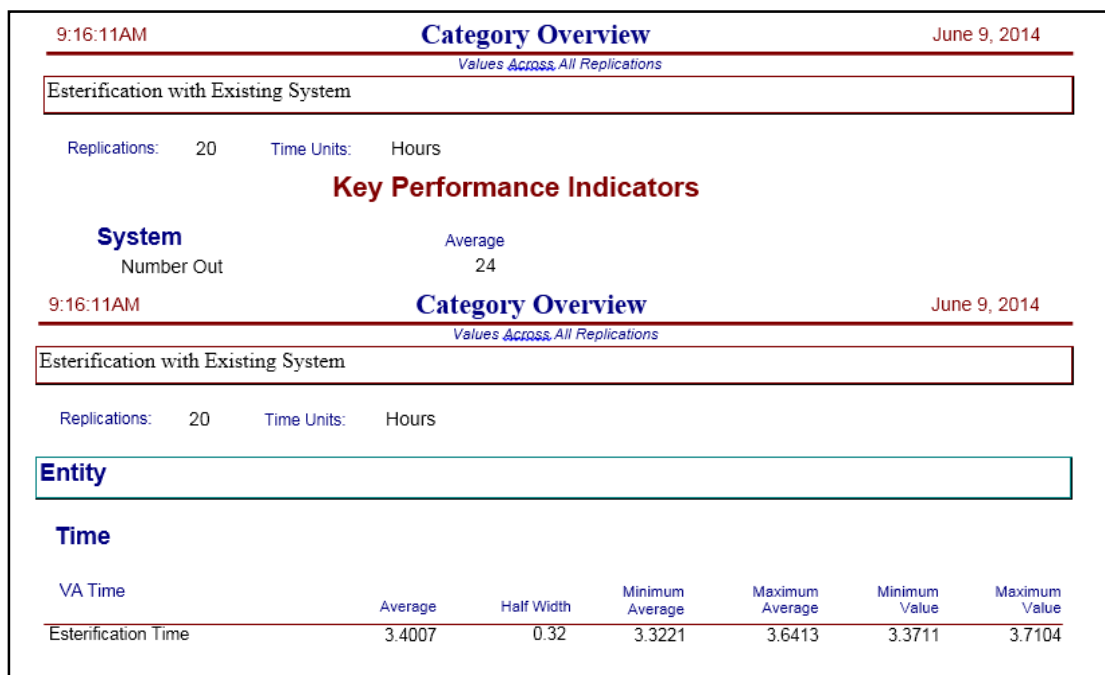 9:16:11AM Category Overview June 9, 2014
Values Across All Replications
Esterification with Existing System
Replications: 20 Time Units: Hours
Key Performance Indicators
System Average
Number Out 24
9:16:11AM Category Overview June 9, 2014
Values Across All Replications
Esterification with Existing System
Replications: 20 Time Units: Hours
Entity
Time
VA Time Average Half Width Minimum Average Maximum Average Minimum Value Maximum Value
Esterification Time 3.4007 0.32 3.3221 3.6413 3.3711 3.7104